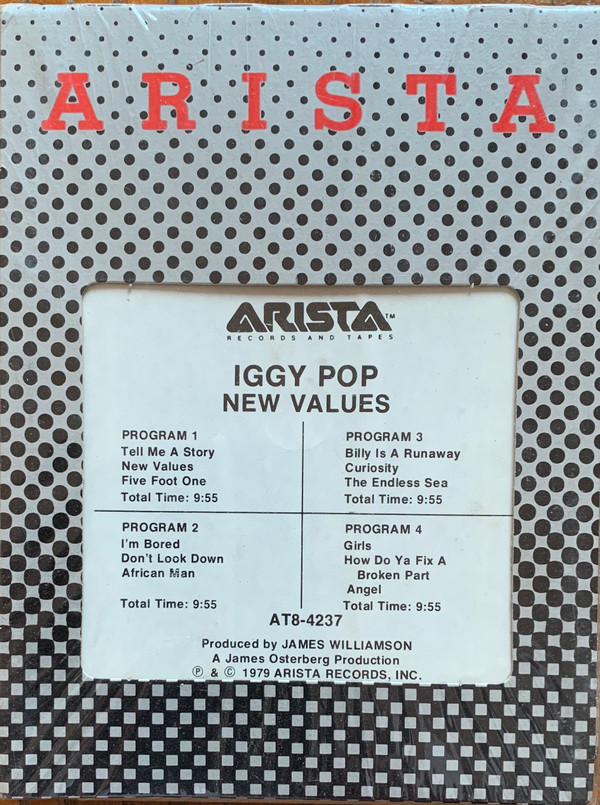 ARISTA
ARISTA™
RECORDS AND TAPES
IGGY POP
NEW VALUES
PROGRAM 1
Tell Me A Story
New Values
Five Foot One
Total Time: 9:55
PROGRAM 3
Billy Is A Runaway
Curiosity
The Endless Sea
Total Time: 9:55
PROGRAM 2
I'm Bored
Don't Look Down
African Man
Total Time: 9:55
PROGRAM 4
Girls
How Do Ya Fix A
Broken Part
Angel
Total Time: 9:55
AT8-4237
Produced by JAMES WILLIAMSON
A James Osterberg Production
℗ & © 1979 ARISTA RECORDS, INC.